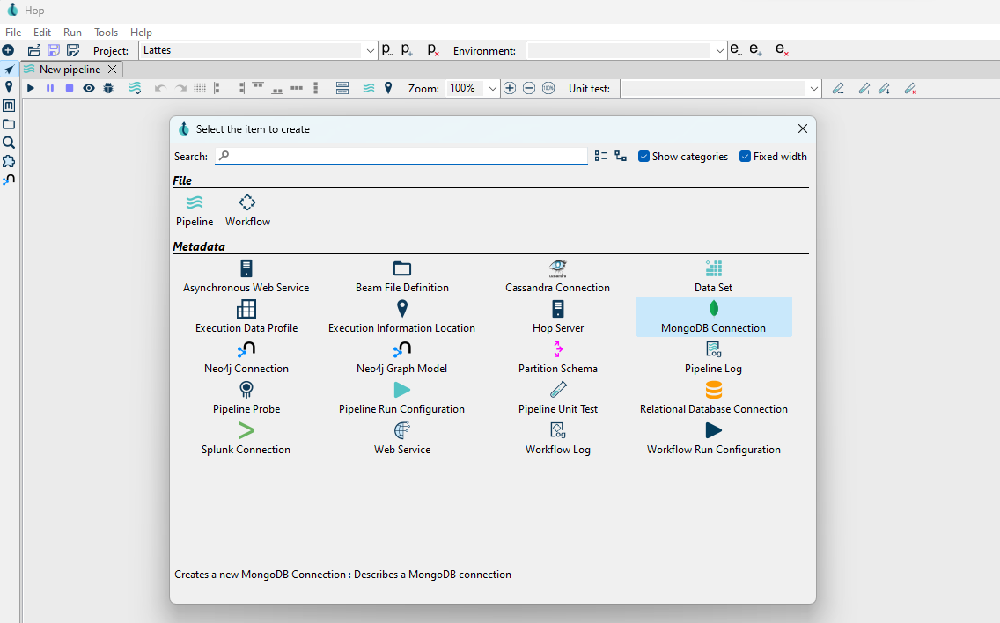 Hop
File Edit Run Tools Help
Project: Lattes Environment:
New pipeline
Zoom: 100% 100% Unit test:
Select the item to create
Search: Show categories Fixed width
File
Pipeline Workflow
Metadata
Asynchronous Web Service Beam File Definition Cassandra Connection Data Set
Execution Data Profile Execution Information Location Hop Server MongoDB Connection
Neo4j Connection Neo4j Graph Model Partition Schema Pipeline Log
Pipeline Probe Pipeline Run Configuration Pipeline Unit Test Relational Database Connection
Splunk Connection Web Service Workflow Log Workflow Run Configuration
Creates a new MongoDB Connection : Describes a MongoDB connection